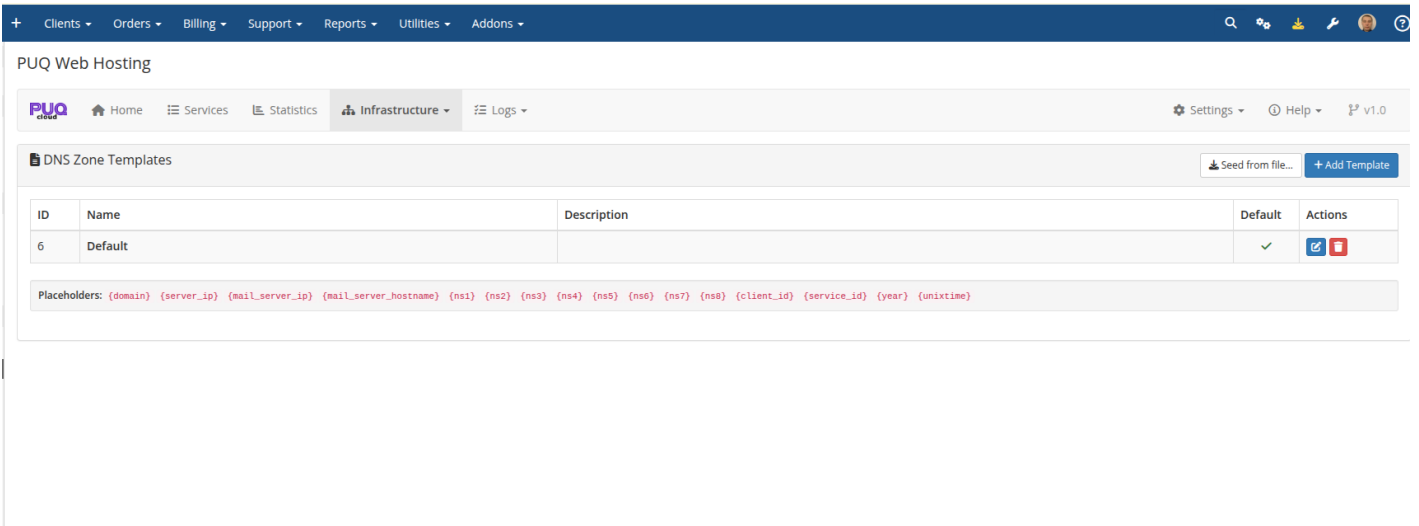 + Clients Orders Billing Support Reports Utilities Addons
PUQ Web Hosting
PUQ cloud Home Services Statistics Infrastructure Logs Settings Help v1.0
DNS Zone Templates Seed from file... + Add Template
ID Name Description Default Actions
6 Default
Placeholders: {domain} {server_ip} {mail_server_ip} {mail_server_hostname} {ns1} {ns2} {ns3} {ns4} {ns5} {ns6} {ns7} {ns8} {client_id} {service_id} {year} {unixtime}